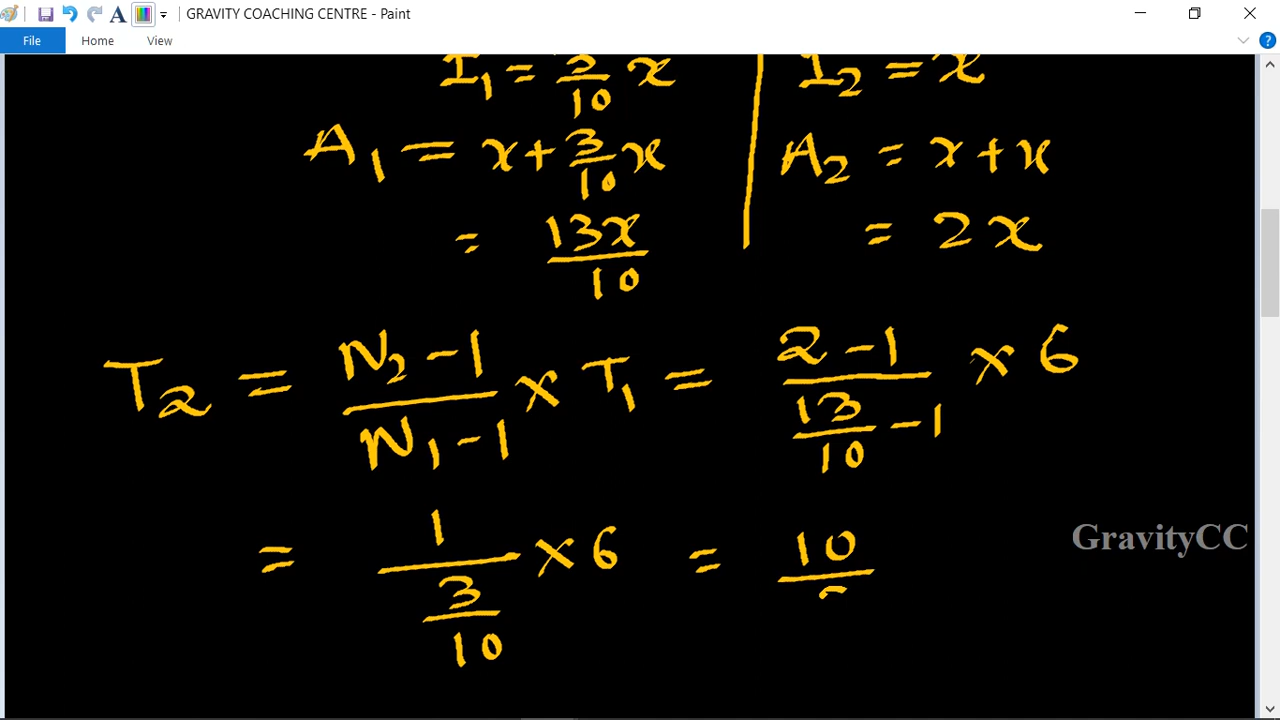 GRAVITY COACHING CENTRE - Paint
File Home View
I₁ = 3/10 x
I₂ = x
A₁ = x + 3/10 x
A₂ = x + x
= 13x/10
= 2x
T₂ = (N₂ - 1)/(N₁ - 1) × T₁ = (2 - 1)/(13/10 - 1) × 6
= 1/(3/10) × 6 = 10/
GravityCC